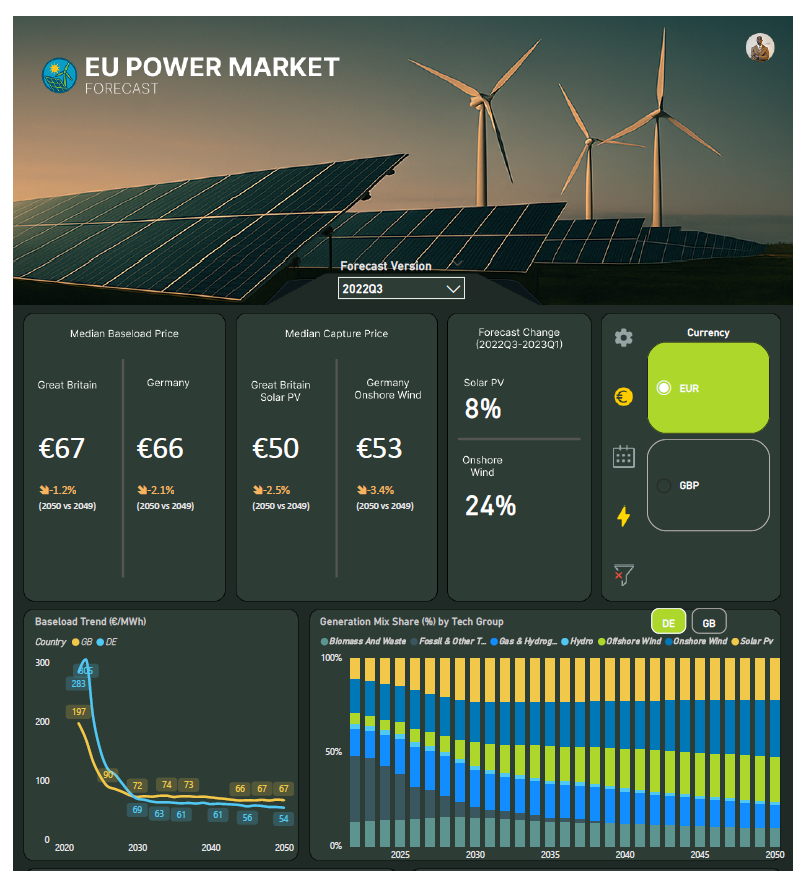 EU POWER MARKET
FORECAST
Forecast Version
2022Q3
Median Baseload Price
Great Britain
Germany
€67
€66
-1.2%
-2.1%
(2050 vs 2049)
(2050 vs 2049)
Median Capture Price
Great Britain
Solar PV
Germany
Onshore Wind
€50
€53
-2.5%
-3.4%
(2050 vs 2049)
(2050 vs 2049)
Forecast Change
(2022Q3-2023Q1)
Solar PV
8%
Onshore
Wind
24%
Currency
€
EUR
GBP
Baseload Trend (€/MWh)
Country GB DE
300
200
100
0
305
283
197
90
72
74
73
66
67
67
69
63
61
61
56
54
2020 2030 2040 2050
Generation Mix Share (%) by Tech Group
DE
GB
Biomass And Waste Fossil & Other T... Gas & Hydrog... Hydro Offshore Wind Onshore Wind Solar Pv
100%
50%
0%
2025 2030 2035 2040 2045 2050